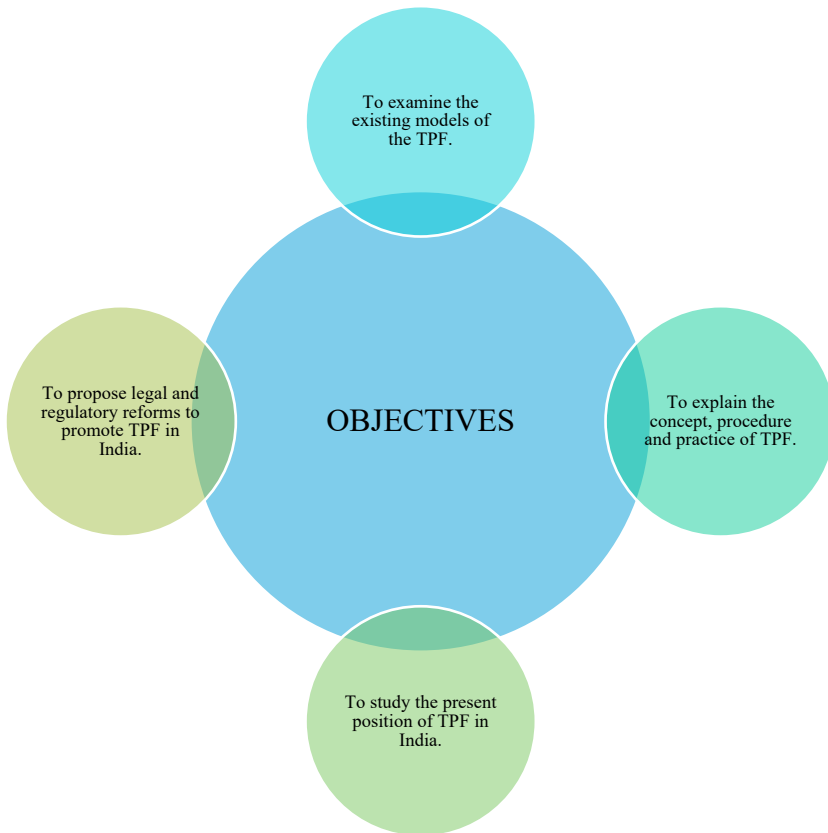 To examine the
existing models of
the TPF.
To propose legal and
regulatory reforms to
promote TPF in
India.
OBJECTIVES
To explain the
concept, procedure
and practice of TPF.
To study the present
position of TPF in
India.